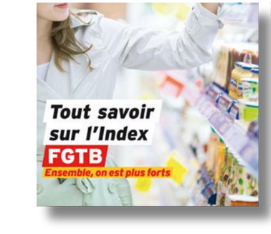 Tout savoir
sur l'Index
FGTB
Ensemble, on est plus forts